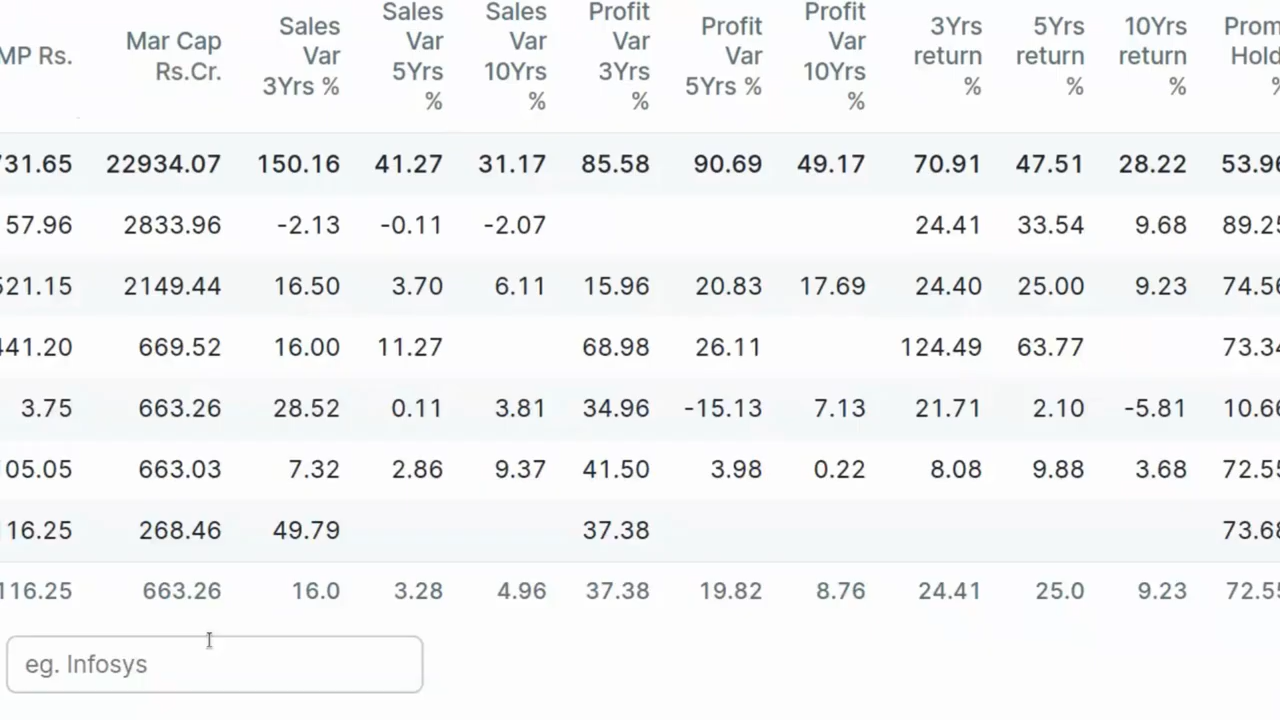 MP Rs. Mar Cap Rs.Cr. Sales Var 3Yrs % Sales Var 5Yrs % Sales Var 10Yrs % Profit Var 3Yrs % Profit Var 5Yrs % Profit Var 10Yrs % 3Yrs return % 5Yrs return % 10Yrs return % Prom Hold %
731.65 22934.07 150.16 41.27 31.17 85.58 90.69 49.17 70.91 47.51 28.22 53.96
57.96 2833.96 -2.13 -0.11 -2.07 24.41 33.54 9.68 89.25
521.15 2149.44 16.50 3.70 6.11 15.96 20.83 17.69 24.40 25.00 9.23 74.56
441.20 669.52 16.00 11.27 68.98 26.11 124.49 63.77 73.34
3.75 663.26 28.52 0.11 3.81 34.96 -15.13 7.13 21.71 2.10 -5.81 10.66
05.05 663.03 7.32 2.86 9.37 41.50 3.98 0.22 8.08 9.88 3.68 72.55
16.25 268.46 49.79 37.38 73.68
116.25 663.26 16.0 3.28 4.96 37.38 19.82 8.76 24.41 25.0 9.23 72.55
eg. Infosys